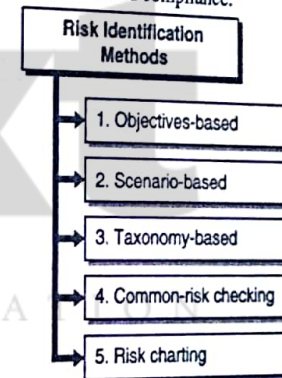 compliance.
Risk Identification
Methods
1. Objectives-based
2. Scenario-based
3. Taxonomy-based
4. Common-risk checking
5. Risk charting